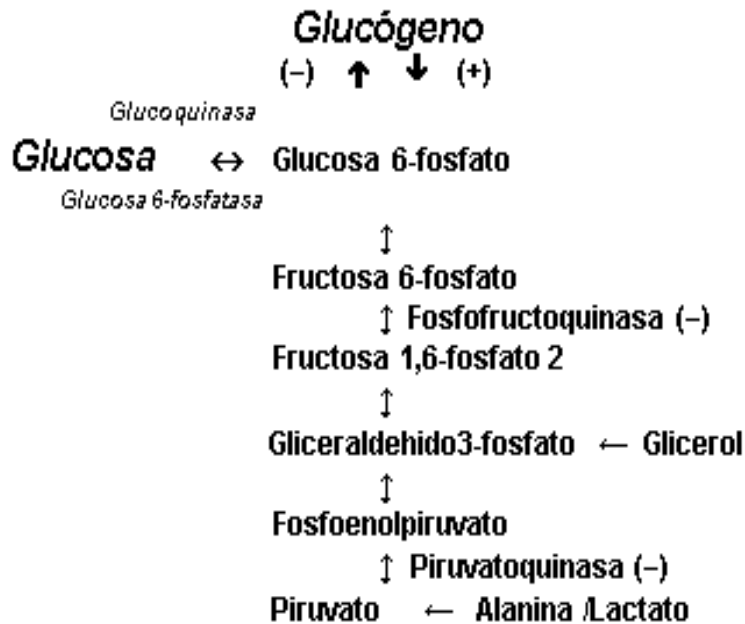 Glucógeno
(–) ↑ ↓ (+)
Glucoquinasa
Glucosa ↔ Glucosa 6-fosfato
Glucosa 6-fosfatasa
↕
Fructosa 6-fosfato
↕ Fosfofructoquinasa (–)
Fructosa 1,6-fosfato 2
↕
Gliceraldehido3-fosfato ← Glicerol
↕
Fosfoenolpiruvato
↕ Piruvatoquinasa (–)
Piruvato ← Alanina /Lactato